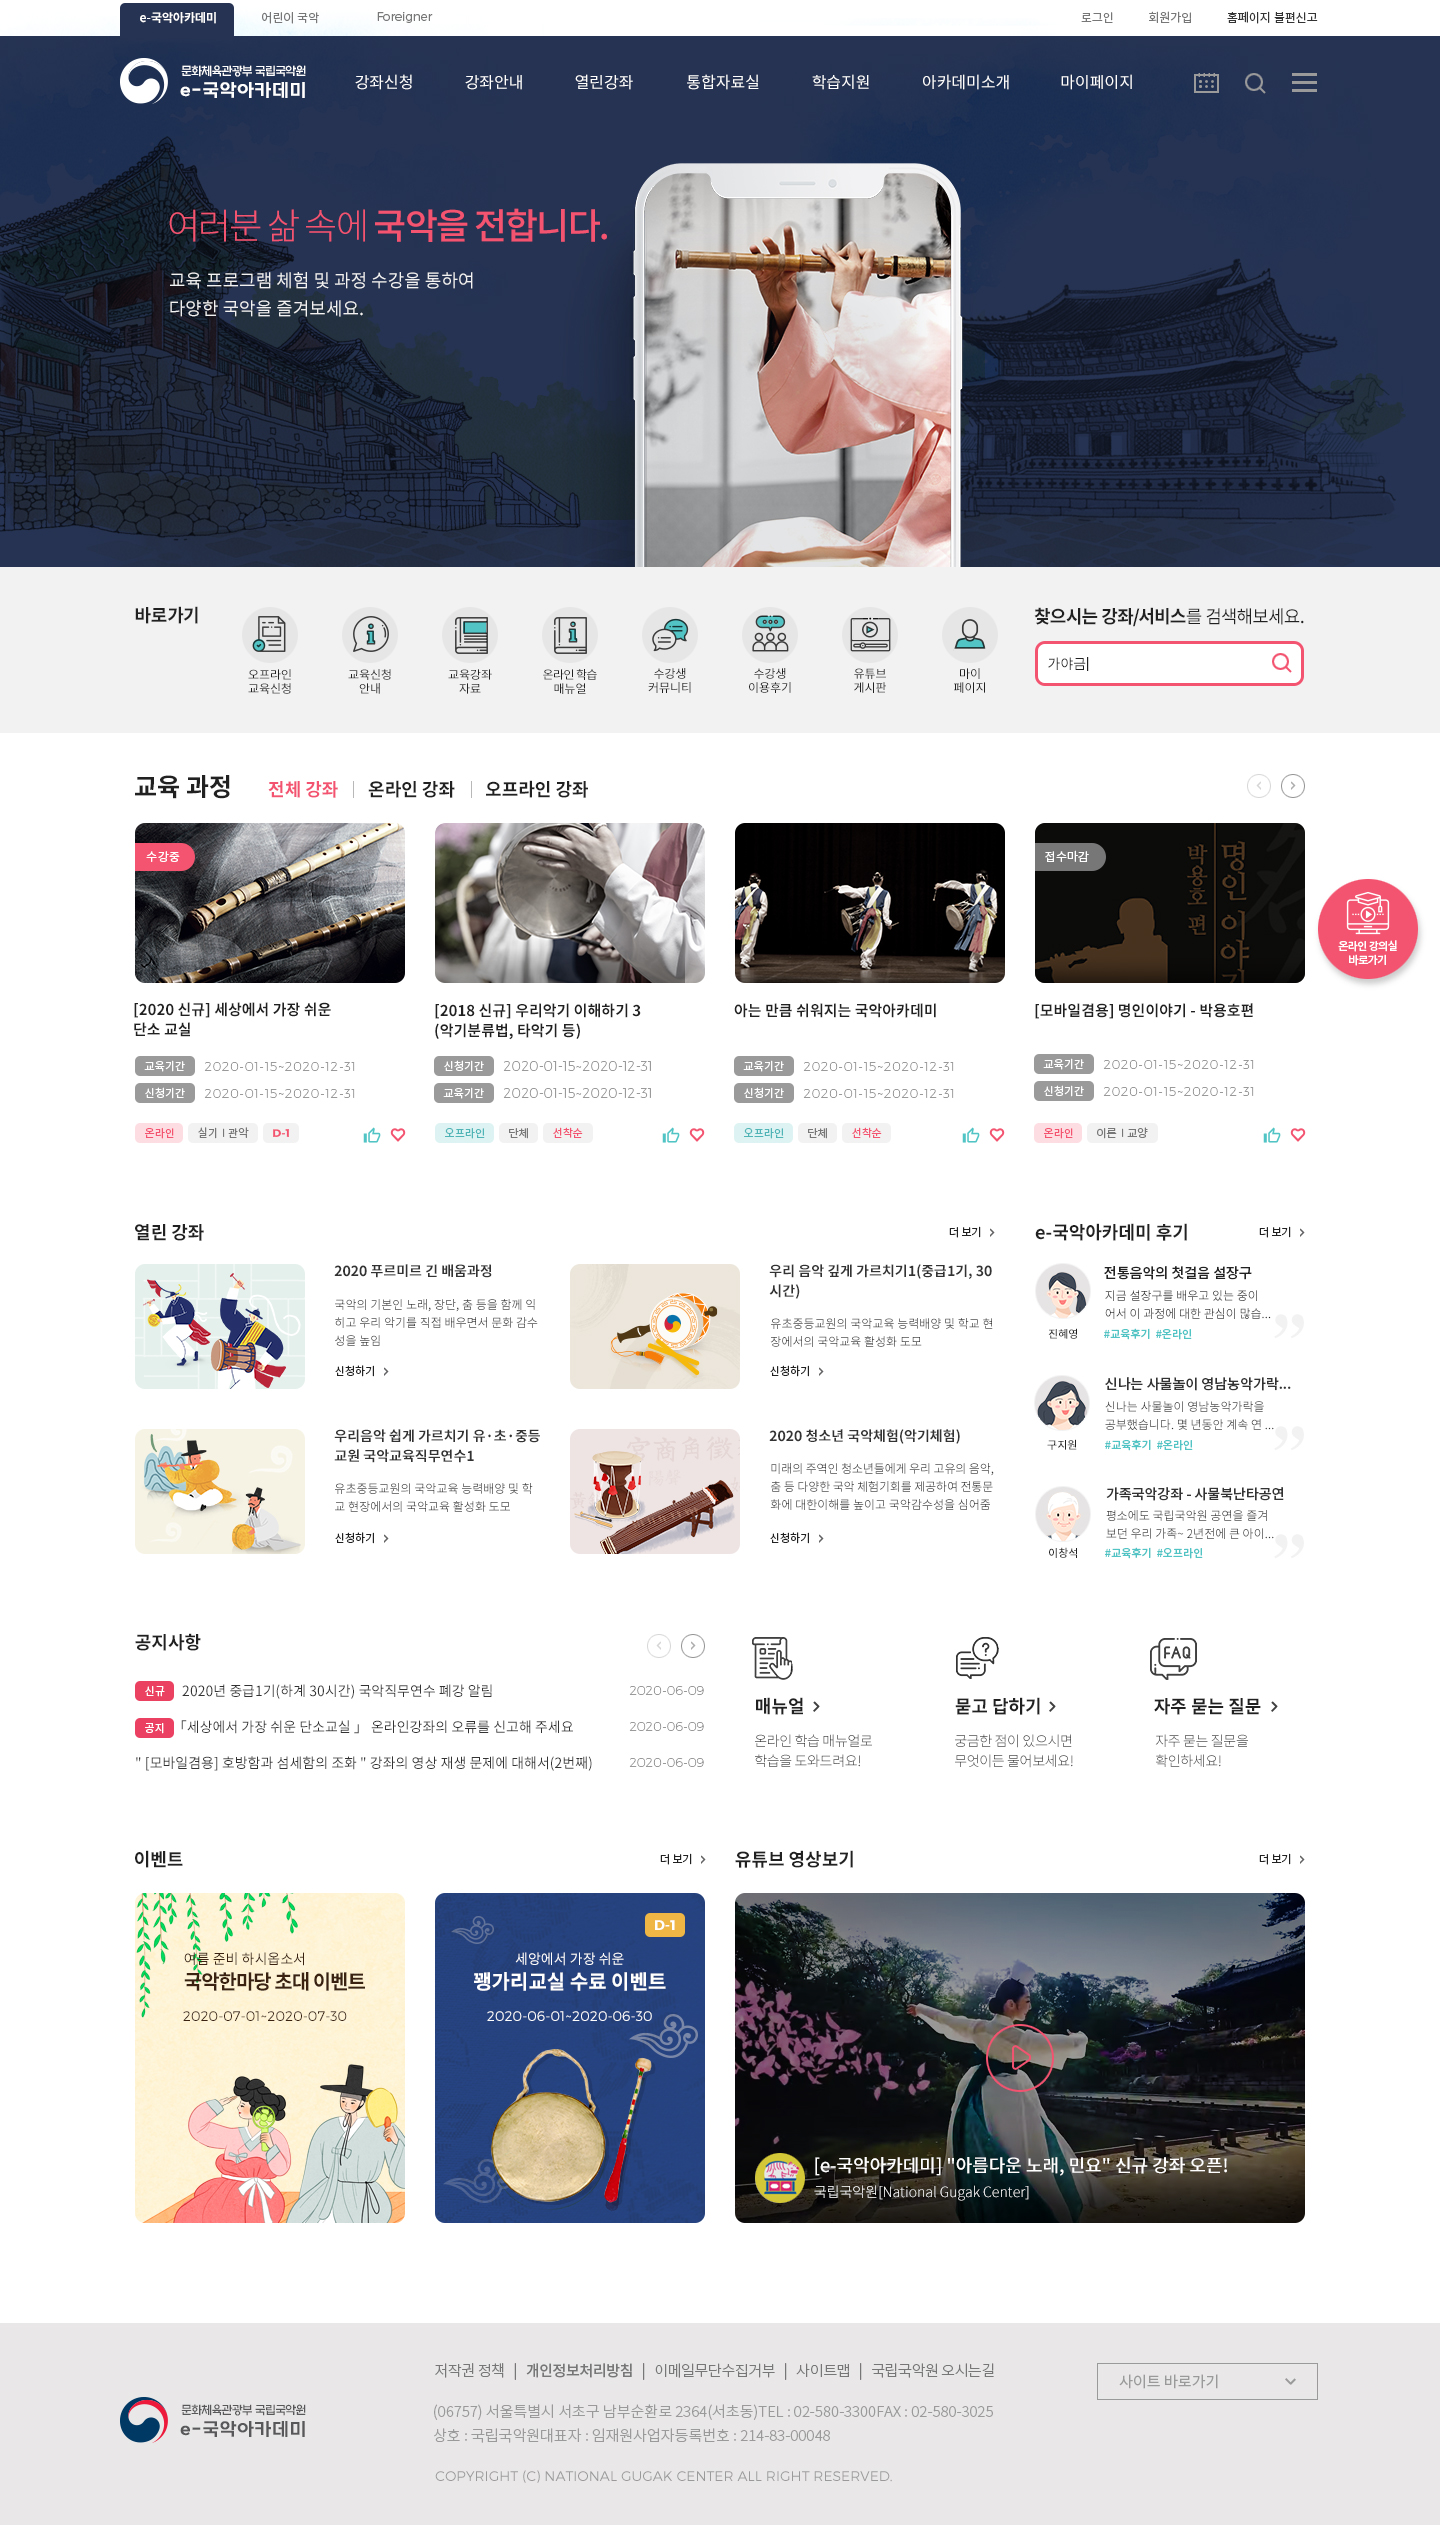 e-국악아카데미
어린이 국악
Foreigner
로그인
회원가입
홈페이지 불편신고
문화체육관광부 국립국악원
e-국악아카데미
강좌신청
강좌안내
열린강좌
통합자료실
학습지원
아카데미소개
마이페이지
여러분 삶 속에 국악을 전합니다.
교육 프로그램 체험 및 과정 수강을 통하여
다양한 국악을 즐겨보세요.
바로가기
오프라인
교육신청
교육신청
안내
교육강좌
자료
온라인 학습
매뉴얼
수강생
커뮤니티
수강생
이용후기
유튜브
게시판
마이
페이지
찾으시는 강좌/서비스를 검색해보세요.
가야금
교육 과정
전체 강좌
온라인 강좌
오프라인 강좌
수강중
[2020 신규] 세상에서 가장 쉬운
단소 교실
교육기간 2020-01-15~2020-12-31
신청기간 2020-01-15~2020-12-31
온라인 실기 I 관악 D-1
[2018 신규] 우리악기 이해하기 3
(악기분류법, 타악기 등)
신청기간 2020-01-15~2020-12-31
교육기간 2020-01-15~2020-12-31
오프라인 단체 선착순
아는 만큼 쉬워지는 국악아카데미
교육기간 2020-01-15~2020-12-31
신청기간 2020-01-15~2020-12-31
오프라인 단체 선착순
접수마감
명인이야기
박용호 편
[모바일겸용] 명인이야기 - 박용호편
교육기간 2020-01-15~2020-12-31
신청기간 2020-01-15~2020-12-31
온라인 이론 I 교양
온라인 강의실
바로가기
열린 강좌
더 보기
2020 푸르미르 긴 배움과정
국악의 기본인 노래, 장단, 춤 등을 함께 익
히고 우리 악기를 직접 배우면서 문화 감수
성을 높임
신청하기
우리 음악 깊게 가르치기1(중급1기, 30
시간)
유초중등교원의 국악교육 능력배양 및 학교 현
장에서의 국악교육 활성화 도모
신청하기
우리음악 쉽게 가르치기 유·초·중등
교원 국악교육직무연수1
유초중등교원의 국악교육 능력배양 및 학
교 현장에서의 국악교육 활성화 도모
신청하기
宮商角徵
2020 청소년 국악체험(악기체험)
미래의 주역인 청소년들에게 우리 고유의 음악,
춤 등 다양한 국악 체험기회를 제공하여 전통문
화에 대한이해를 높이고 국악감수성을 심어줌
신청하기
e-국악아카데미 후기
더 보기
진혜영
전통음악의 첫걸음 설장구
지금 설장구를 배우고 있는 중이
어서 이 과정에 대한 관심이 많습...
#교육후기 #온라인
구지원
신나는 사물놀이 영남농악가락...
신나는 사물놀이 영남농악가락을
공부했습니다. 몇 년동안 계속 연 ...
#교육후기 #온라인
이창석
가족국악강좌 - 사물북난타공연
평소에도 국립국악원 공연을 즐겨
보던 우리 가족~ 2년전에 큰 아이...
#교육후기 #오프라인
공지사항
신규 2020년 중급1기(하계 30시간) 국악직무연수 폐강 알림 2020-06-09
공지 「세상에서 가장 쉬운 단소교실 」 온라인강좌의 오류를 신고해 주세요 2020-06-09
" [모바일겸용] 호방함과 섬세함의 조화 " 강좌의 영상 재생 문제에 대해서(2번째) 2020-06-09
매뉴얼
온라인 학습 매뉴얼로
학습을 도와드려요!
묻고 답하기
궁금한 점이 있으시면
무엇이든 물어보세요!
FAQ
자주 묻는 질문
자주 묻는 질문을
확인하세요!
이벤트
더 보기
여름 준비 하시옵소서
국악한마당 초대 이벤트
2020-07-01~2020-07-30
D-1
세앙에서 가장 쉬운
꽹가리교실 수료 이벤트
2020-06-01~2020-06-30
유튜브 영상보기
더 보기
[e-국악아카데미] "아름다운 노래, 민요" 신규 강좌 오픈!
국립국악원[National Gugak Center]
문화체육관광부 국립국악원
e-국악아카데미
저작권 정책 | 개인정보처리방침 | 이메일무단수집거부 | 사이트맵 | 국립국악원 오시는길
(06757) 서울특별시 서초구 남부순환로 2364(서초동)TEL : 02-580-3300FAX : 02-580-3025
상호 : 국립국악원대표자 : 임재원사업자등록번호 : 214-83-00048
COPYRIGHT (C) NATIONAL GUGAK CENTER ALL RIGHT RESERVED.
사이트 바로가기